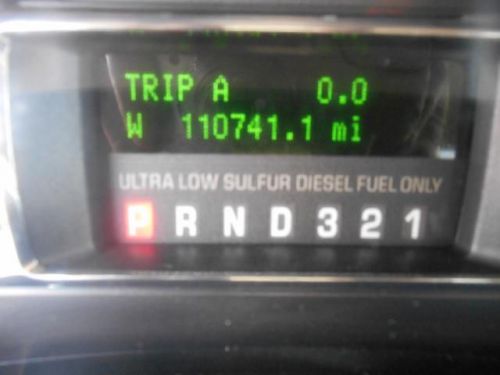 TRIP A 0.0
W 110741.1 mi
ULTRA LOW SULFUR DIESEL FUEL ONLY
P R N D 3 2 1